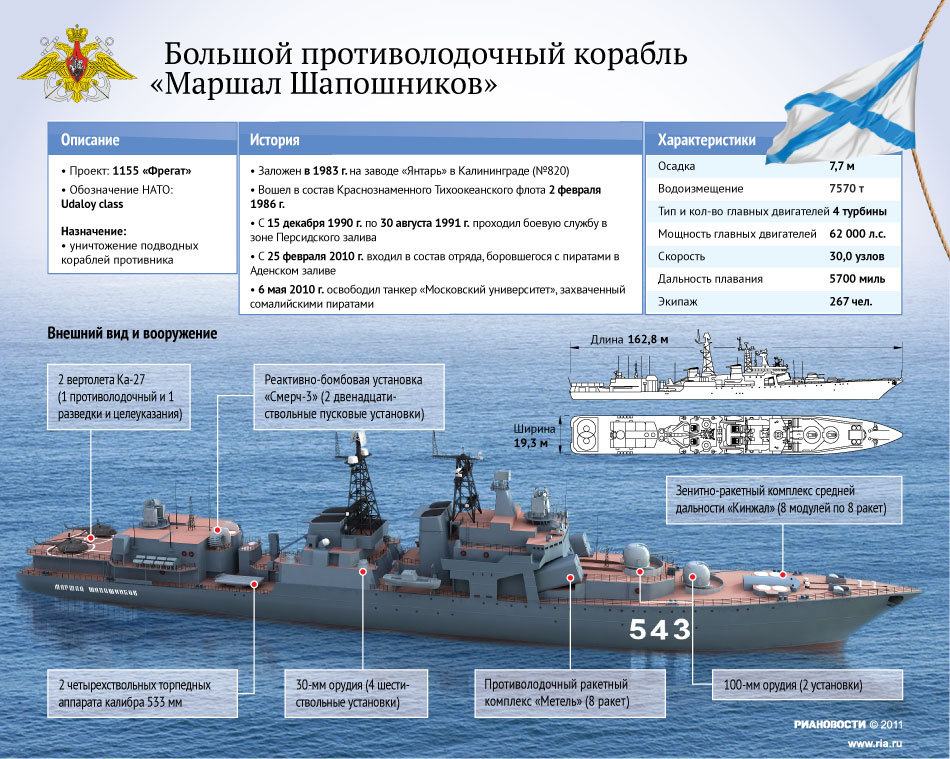 Большой противолодочный корабль
«Маршал Шапошников»
Описание
• Проект: 1155 «Фрегат»
• Обозначение НАТО:
Udaloy class
Назначение:
• уничтожение подводных
кораблей противника
История
• Заложен в 1983 г. на заводе «Янтарь» в Калининграде (№820)
• Вошел в состав Краснознаменного Тихоокеанского флота 2 февраля
1986 г.
• С 15 декабря 1990 г. по 30 августа 1991 г. проходил боевую службу в
зоне Персидского залива
• С 25 февраля 2010 г. входил в состав отряда, боровшегося с пиратами в
Аденском заливе
• 6 мая 2010 г. освободил танкер «Московский университет», захваченный
сомалийскими пиратами
Характеристики
Осадка 7,7 м
Водоизмещение 7570 т
Тип и кол-во главных двигателей 4 турбины
Мощность главных двигателей 62 000 л.с.
Скорость 30,0 узлов
Дальность плавания 5700 миль
Экипаж 267 чел.
Внешний вид и вооружение
Длина 162,8 м
Ширина
19,3 м
2 вертолета Ка-27
(1 противолодочный и 1
разведки и целеуказания)
Реактивно-бомбовая установка
«Смерч-3» (2 двенадцати-
ствольные пусковые установки)
Зенитно-ракетный комплекс средней
дальности «Кинжал» (8 модулей по 8 ракет)
МАРШАЛ ШАПОШНИКОВ
543
2 четырехствольных торпедных
аппарата калибра 533 мм
30-мм орудия (4 шести-
ствольные установки)
Противолодочный ракетный
комплекс «Метель» (8 ракет)
100-мм орудия (2 установки)
РИАНОВОСТИ © 2011
www.ria.ru